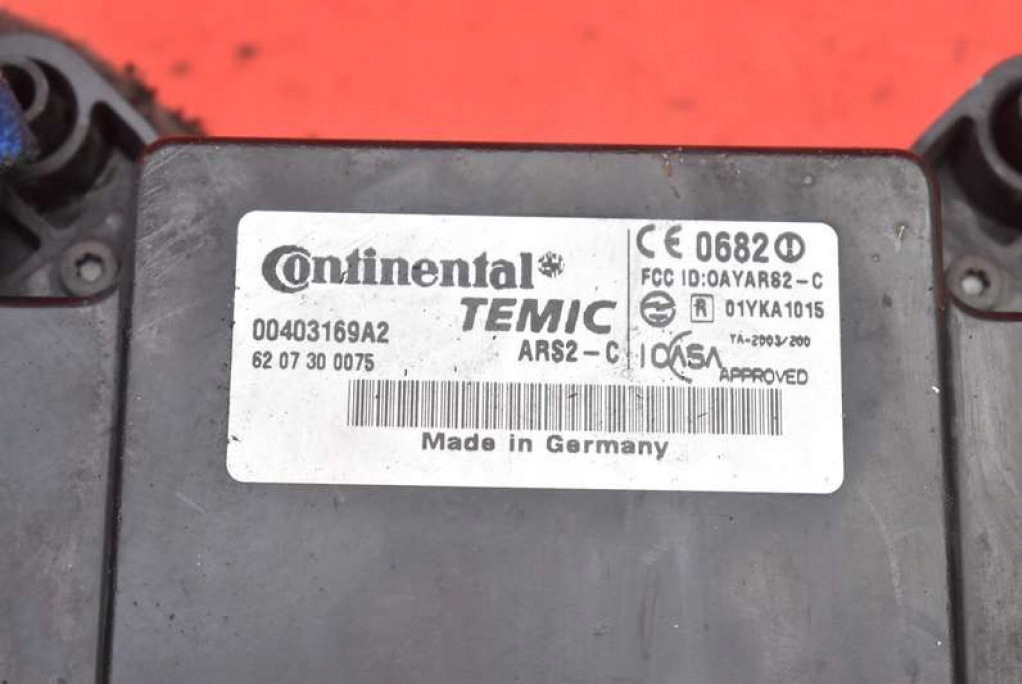 Continental
TEMIC
00403169A2
ARS2-C
62 07 30 0075
CE 0682
FCC ID:OAYARS2-C
R 01YKA1015
TA-2003/200
ICASA
APPROVED
Made in Germany